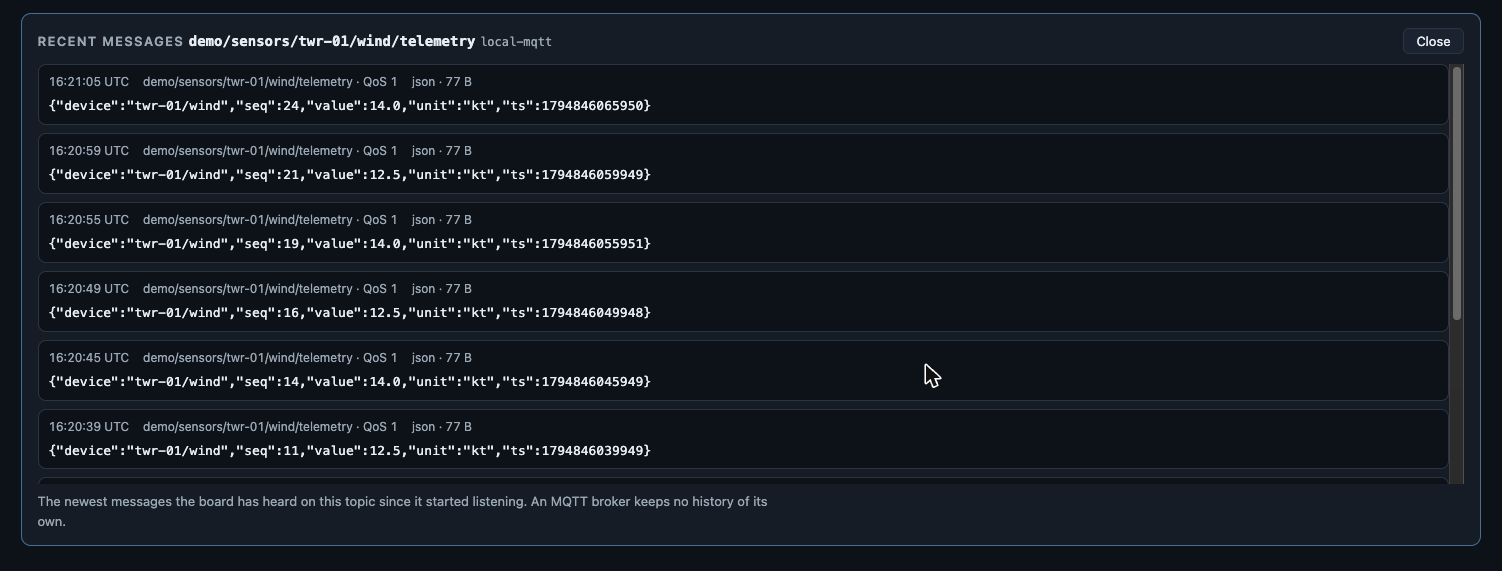 RECENT MESSAGES demo/sensors/twr-01/wind/telemetry local-mqtt
Close
16:21:05 UTC demo/sensors/twr-01/wind/telemetry · QoS 1 json · 77 B
{"device":"twr-01/wind","seq":24,"value":14.0,"unit":"kt","ts":1794846065950}
16:20:59 UTC demo/sensors/twr-01/wind/telemetry · QoS 1 json · 77 B
{"device":"twr-01/wind","seq":21,"value":12.5,"unit":"kt","ts":1794846059949}
16:20:55 UTC demo/sensors/twr-01/wind/telemetry · QoS 1 json · 77 B
{"device":"twr-01/wind","seq":19,"value":14.0,"unit":"kt","ts":1794846055951}
16:20:49 UTC demo/sensors/twr-01/wind/telemetry · QoS 1 json · 77 B
{"device":"twr-01/wind","seq":16,"value":12.5,"unit":"kt","ts":1794846049948}
16:20:45 UTC demo/sensors/twr-01/wind/telemetry · QoS 1 json · 77 B
{"device":"twr-01/wind","seq":14,"value":14.0,"unit":"kt","ts":1794846045949}
16:20:39 UTC demo/sensors/twr-01/wind/telemetry · QoS 1 json · 77 B
{"device":"twr-01/wind","seq":11,"value":12.5,"unit":"kt","ts":1794846039949}
The newest messages the board has heard on this topic since it started listening. An MQTT broker keeps no history of its
own.